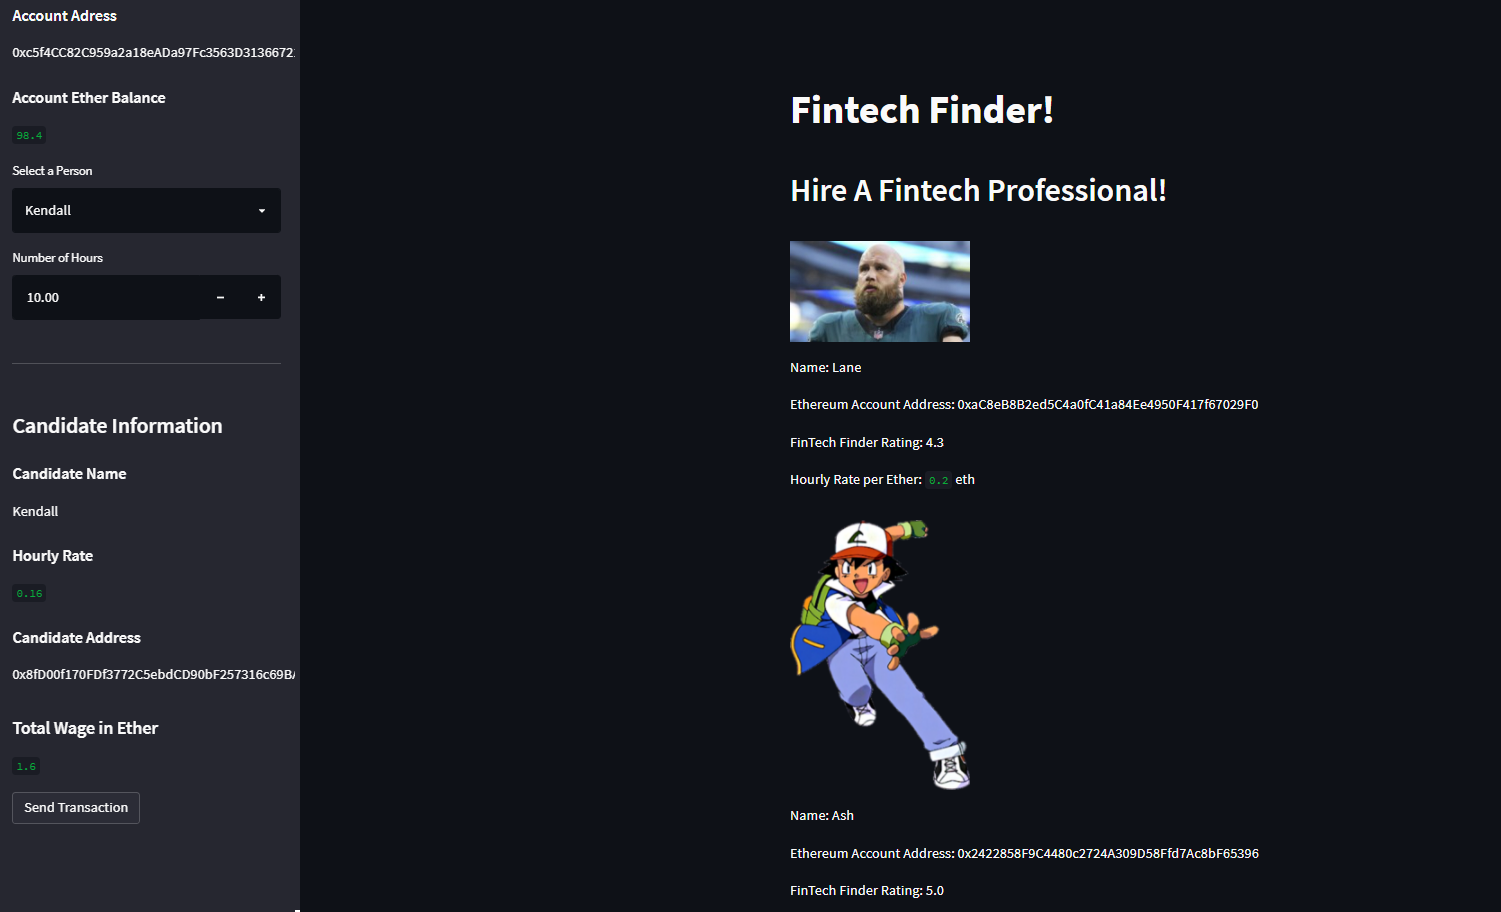 Account Adress
0xc5f4CC82C959a2a18eADa97Fc3563D3136672
Account Ether Balance
98.4
Select a Person
Kendall
Number of Hours
10.00
Candidate Information
Candidate Name
Kendall
Hourly Rate
0.16
Candidate Address
0x8fD00f170FDf3772C5ebdCD90bF257316c69B
Total Wage in Ether
1.6
Send Transaction
Fintech Finder!
Hire A Fintech Professional!
Name: Lane
Ethereum Account Address: 0xaC8eB8B2ed5C4a0fC41a84Ee4950F417f67029F0
FinTech Finder Rating: 4.3
Hourly Rate per Ether: 0.2 eth
Name: Ash
Ethereum Account Address: 0x2422858F9C4480c2724A309D58Ffd7Ac8bF65396
FinTech Finder Rating: 5.0